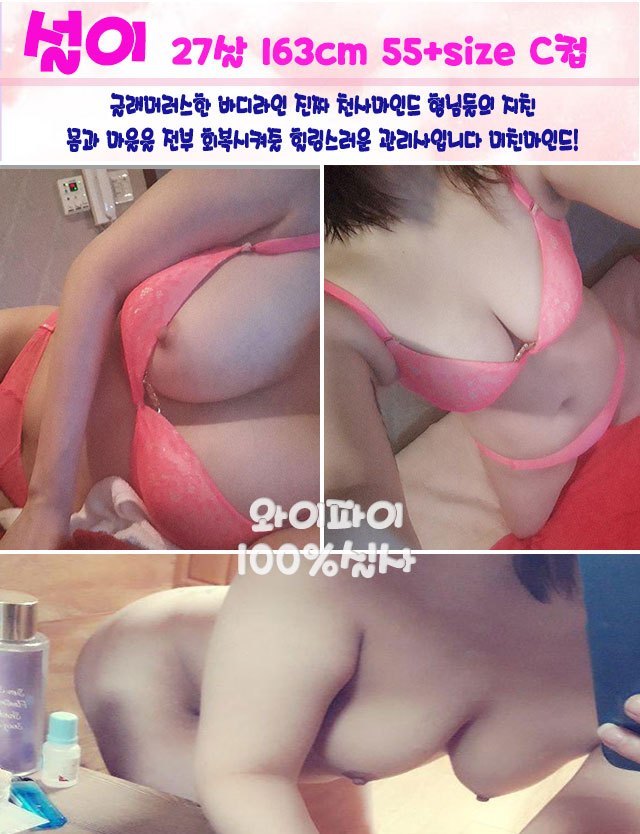 설이 27살 163cm 55+size C컵
글래머러스한 바디라인 진짜 천사마인드 형님들의 지친
몸과 마음을 전부 회복시켜줄 힐링스러운 관리사입니다 미친마인드!
와이파이
100%실사